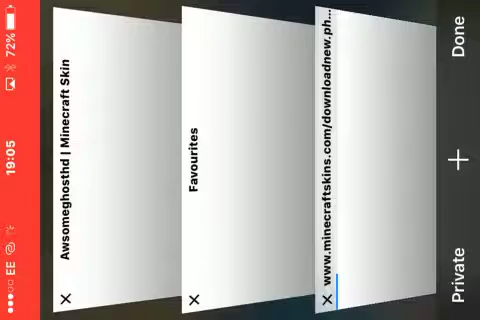 EE
19:05
72%
Awsomeghosthd | Minecraft Skin
Favourites
www.minecraftskins.com/downloadnew.ph...
Private
Done